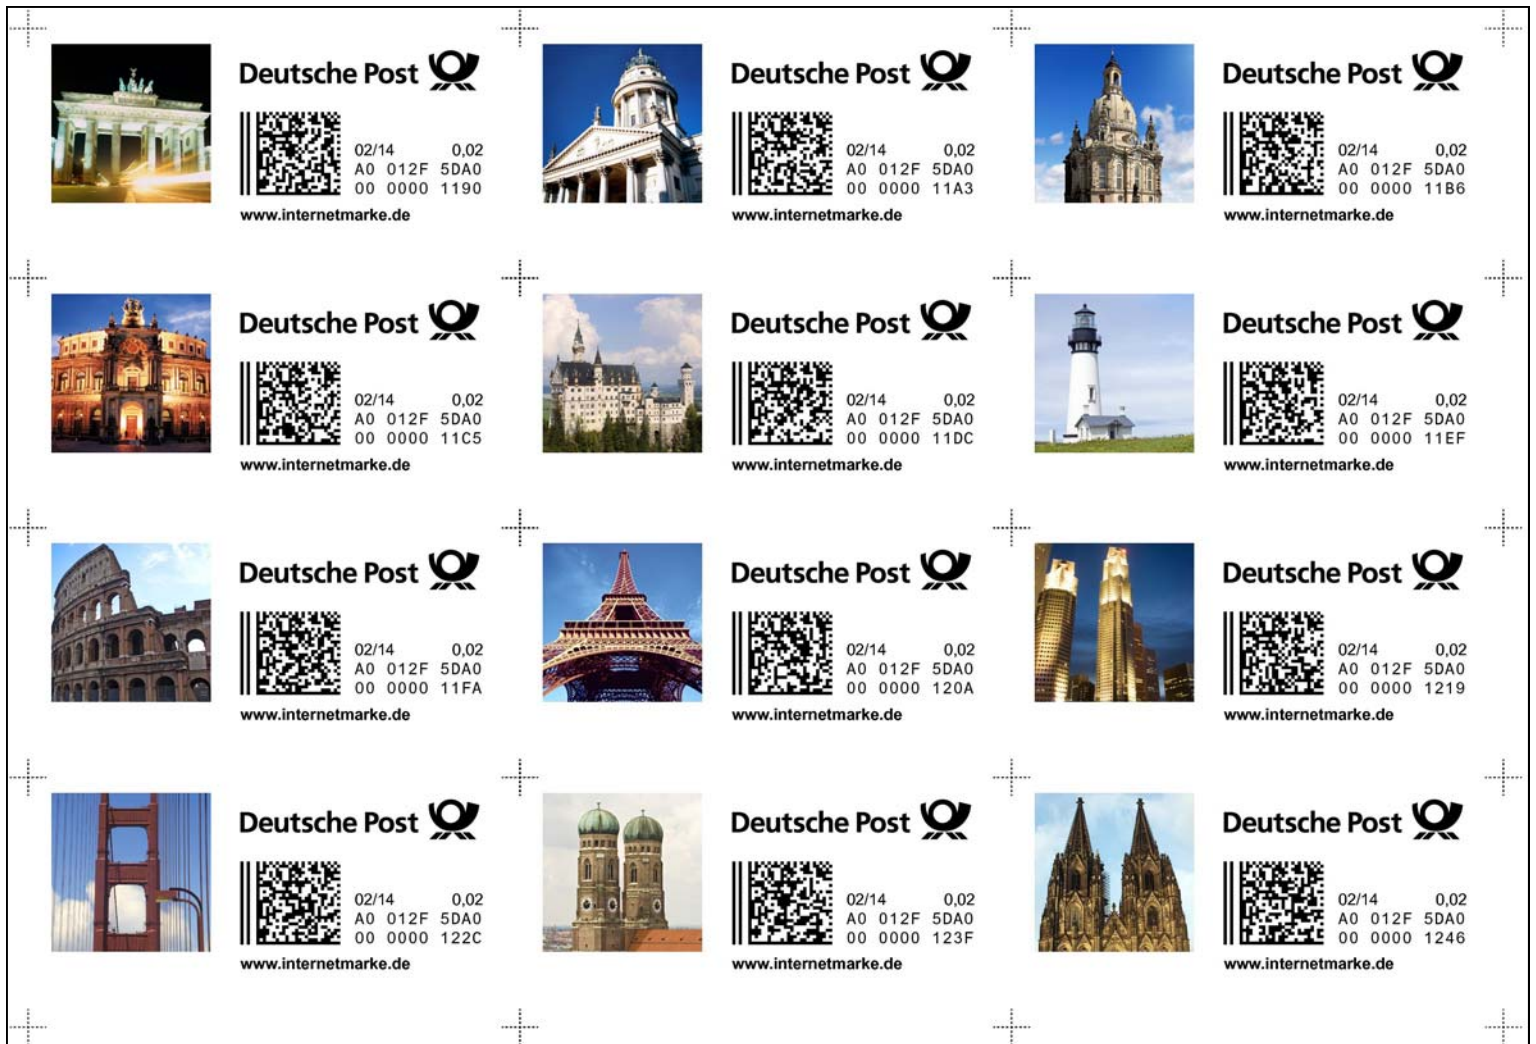 Deutsche Post
02/14 0,02
A0 012F 5DA0
00 0000 1190
www.internetmarke.de
Deutsche Post
02/14 0,02
A0 012F 5DA0
00 0000 11A3
www.internetmarke.de
Deutsche Post
02/14 0,02
A0 012F 5DA0
00 0000 11B6
www.internetmarke.de
Deutsche Post
02/14 0,02
A0 012F 5DA0
00 0000 11C5
www.internetmarke.de
Deutsche Post
02/14 0,02
A0 012F 5DA0
00 0000 11DC
www.internetmarke.de
Deutsche Post
02/14 0,02
A0 012F 5DA0
00 0000 11EF
www.internetmarke.de
Deutsche Post
02/14 0,02
A0 012F 5DA0
00 0000 11FA
www.internetmarke.de
Deutsche Post
02/14 0,02
A0 012F 5DA0
00 0000 120A
www.internetmarke.de
Deutsche Post
02/14 0,02
A0 012F 5DA0
00 0000 1219
www.internetmarke.de
Deutsche Post
02/14 0,02
A0 012F 5DA0
00 0000 122C
www.internetmarke.de
Deutsche Post
02/14 0,02
A0 012F 5DA0
00 0000 123F
www.internetmarke.de
Deutsche Post
02/14 0,02
A0 012F 5DA0
00 0000 1246
www.internetmarke.de